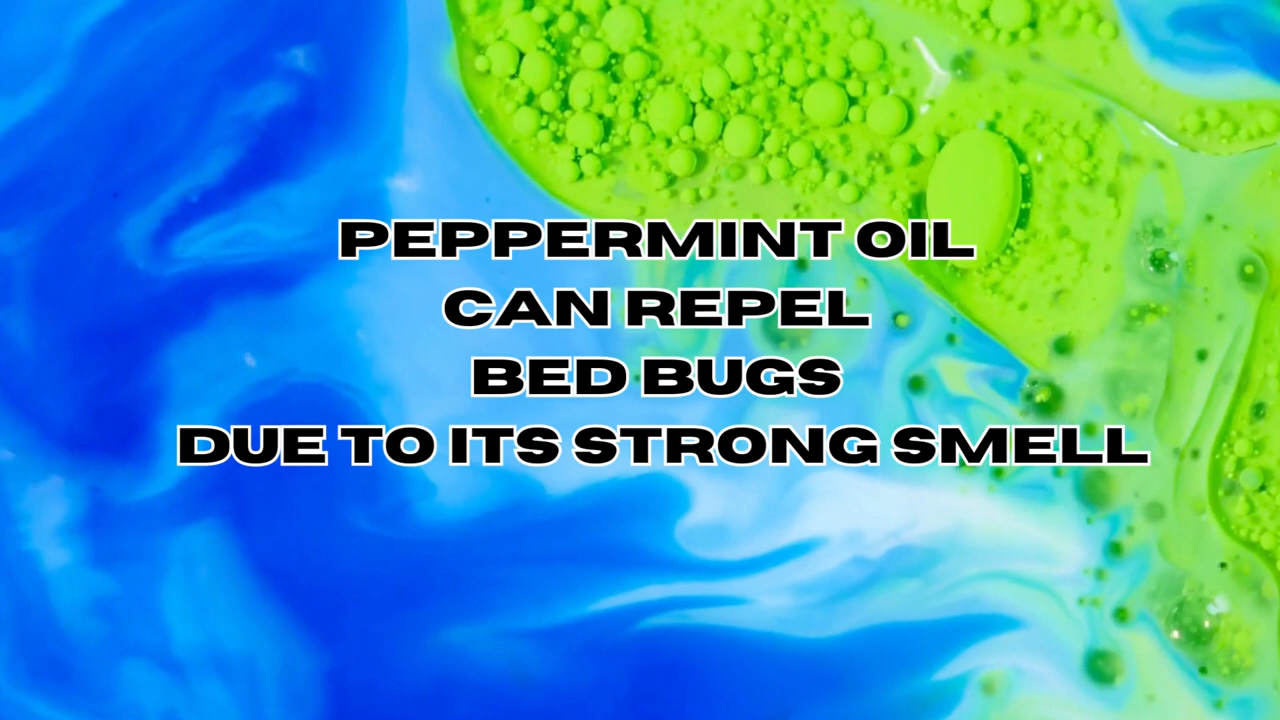 PEPPERMINT OIL
CAN REPEL
BED BUGS
DUE TO ITS STRONG SMELL